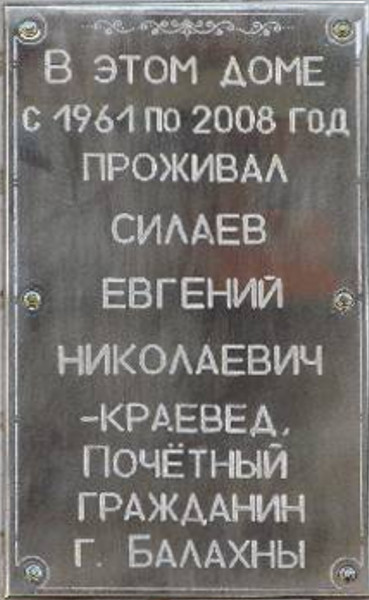 В ЭТОМ ДОМЕ
С 1961 ПО 2008 ГОД
ПРОЖИВАЛ
СИЛАЕВ
ЕВГЕНИЙ
НИКОЛАЕВИЧ
-КРАЕВЕД,
ПОЧЁТНЫЙ
ГРАЖДАНИН
Г. БАЛАХНЫ